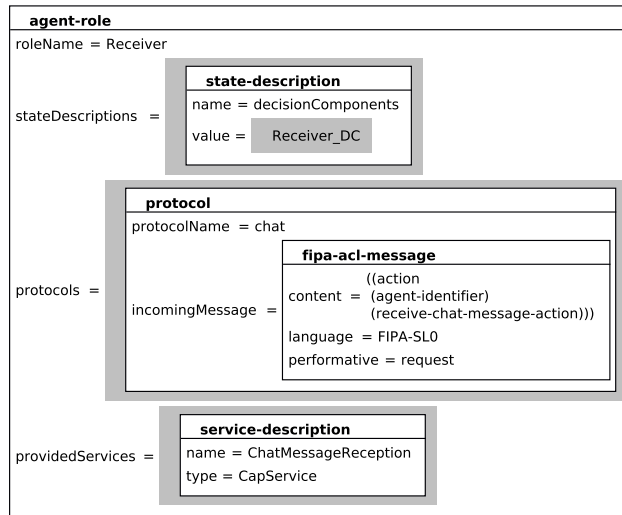 agent-role
roleName = Receiver
state-description
name = decisionComponents
stateDescriptions =
value = Receiver_DC
protocol
protocolName = chat
fipa-acl-message
((action
content = (agent-identifier)
(receive-chat-message-action)))
protocols =
incomingMessage =
language = FIPA-SL0
performative = request
service-description
name = ChatMessageReception
providedServices =
type = CapService